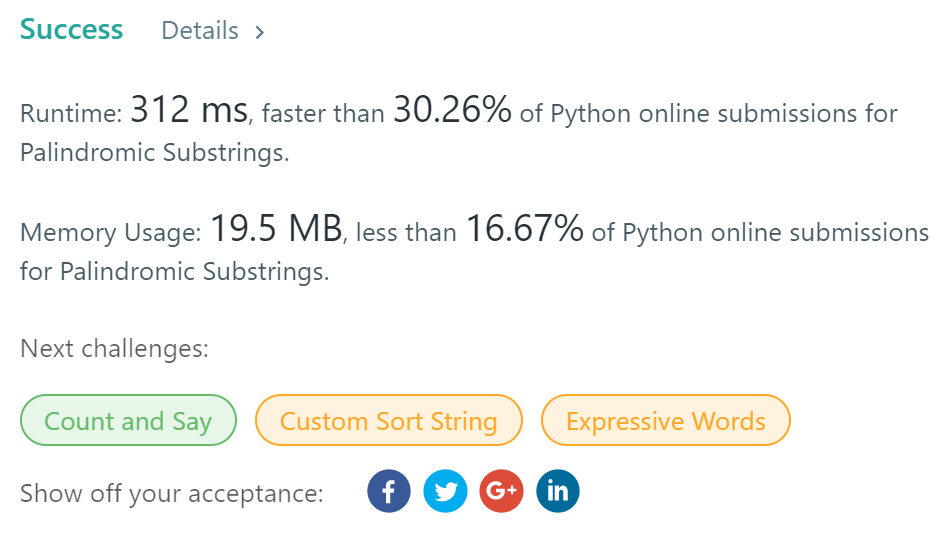 Success Details >
Runtime: 312 ms, faster than 30.26% of Python online submissions for
Palindromic Substrings.
Memory Usage: 19.5 MB, less than 16.67% of Python online submissions
for Palindromic Substrings.
Next challenges:
Count and Say Custom Sort String Expressive Words
Show off your acceptance: f G+ in